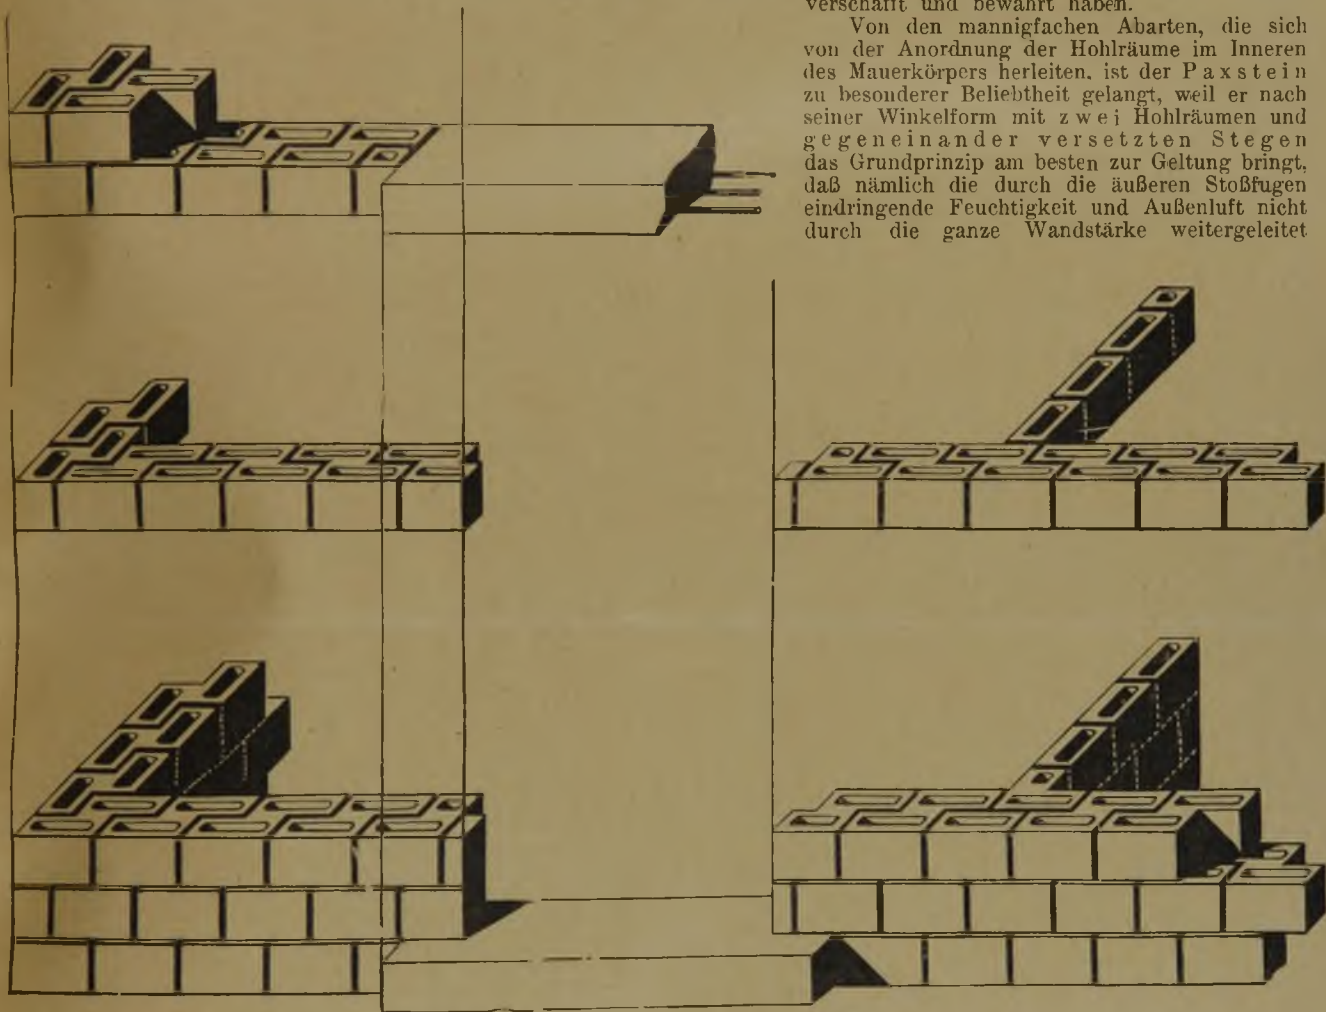 verschafft und bewährt haben.
Von den mannigfachen Abarten, die sich
von der Anordnung der Hohlräume im Inneren
des Mauerkörpers herleiten, ist der Paxstein
zu besonderer Beliebtheit gelangt, weil er nach
seiner Winkelform mit zwei Hohlräumen und
gegeneinander versetzten Stegen
das Grundprinzip am besten zur Geltung bringt,
daß nämlich die durch die äußeren Stoßfugen
eindringende Feuchtigkeit und Außenluft nicht
durch die ganze Wandstärke weitergeleitet